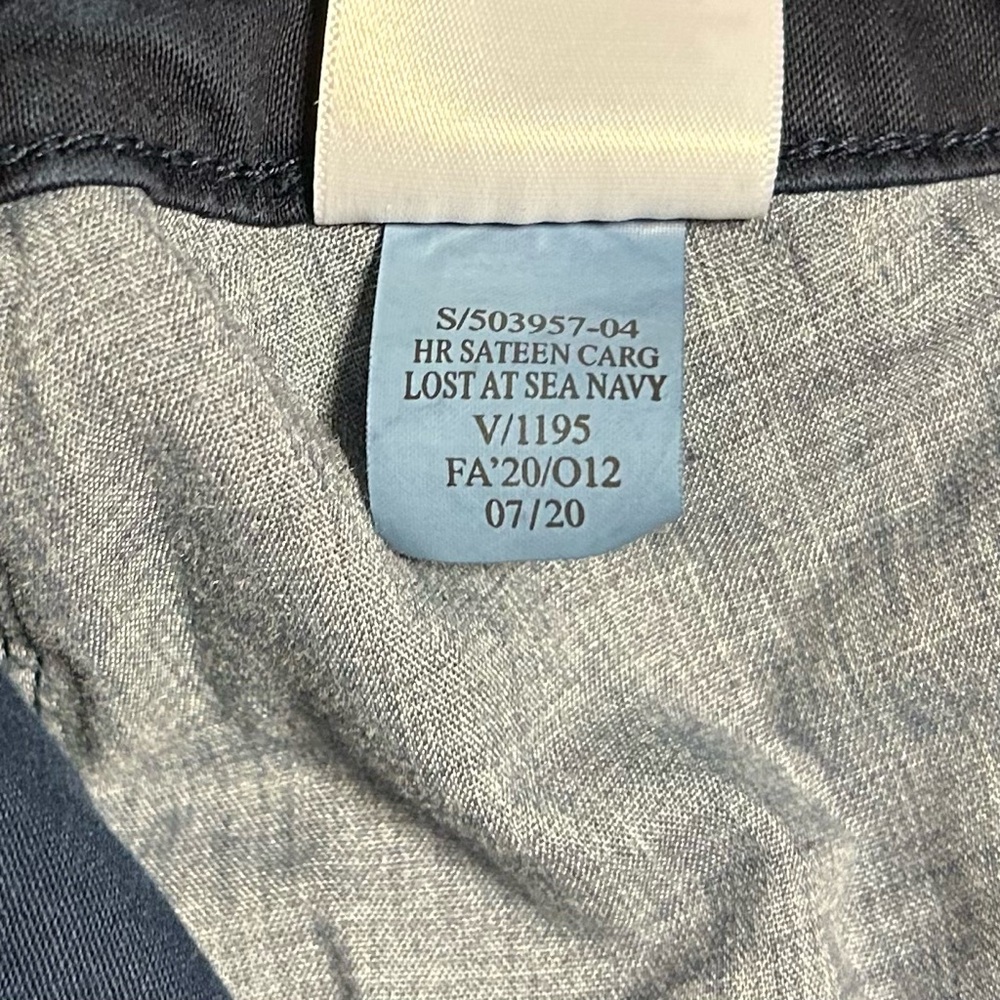 S/503957-04
HR SATEEN CARG
LOST AT SEA NAVY
V/1195
FA'20/O12
07/20